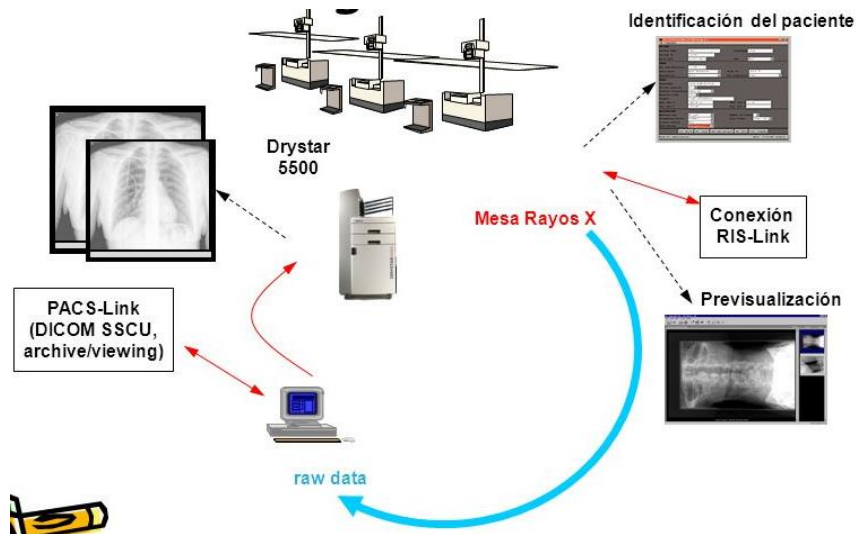 Identificación del paciente
Drystar
5500
Mesa Rayos X
Conexión
RIS-Link
PACS-Link
(DICOM SSCU,
archive/viewing)
Previsualización
raw data